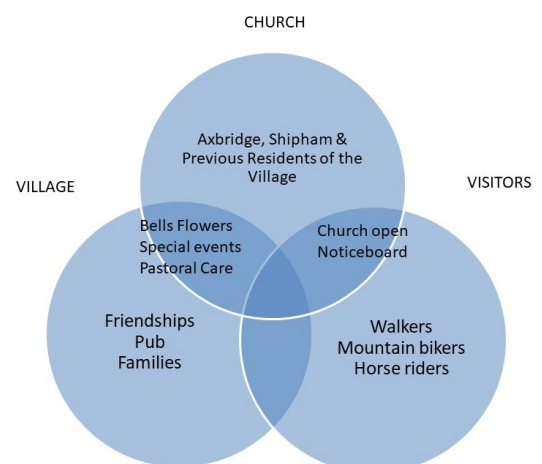 CHURCH
Axbridge, Shipham &
Previous Residents of the
Village
VILLAGE
VISITORS
Bells Flowers
Special events
Pastoral Care
Church open
Noticeboard
Friendships
Pub
Families
Walkers
Mountain bikers
Horse riders